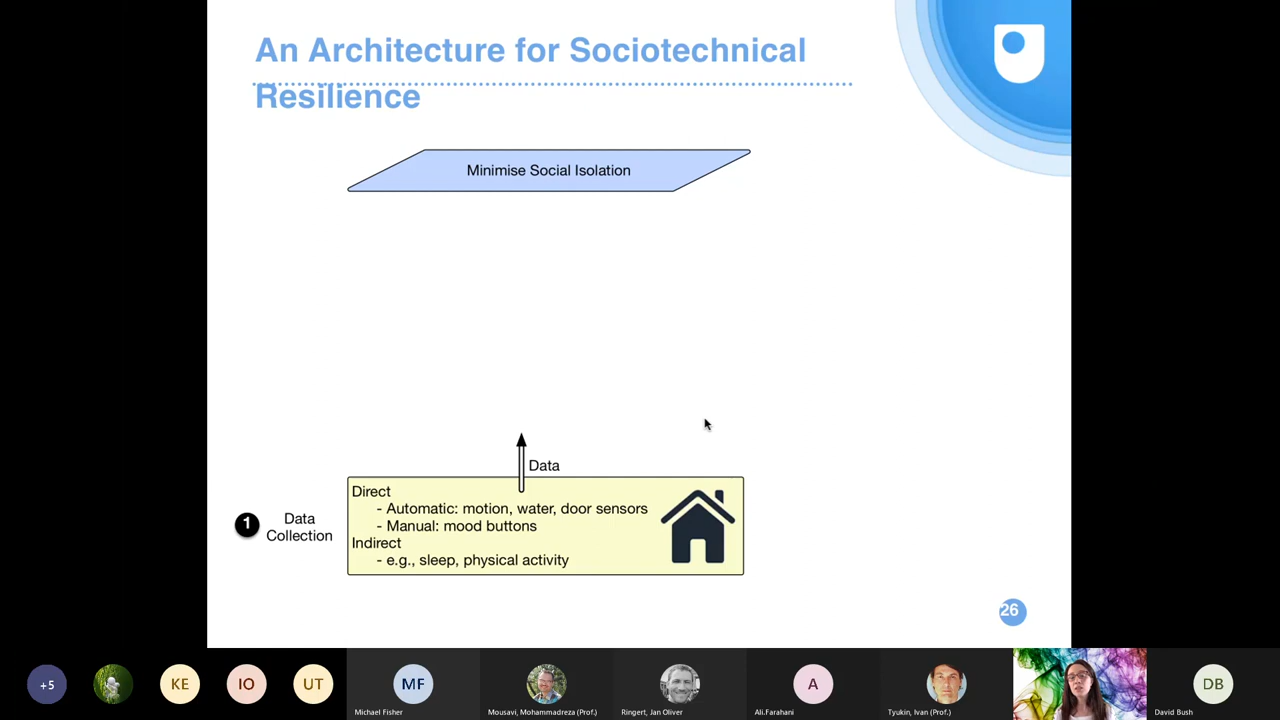 An Architecture for Sociotechnical
Resilience
Minimise Social Isolation
Data
1
Data
Collection
Direct
- Automatic: motion, water, door sensors
- Manual: mood buttons
Indirect
- e.g., sleep, physical activity
26
+5
KE
IO
UT
MF
Michael Fisher
Mousavi, Mohammadreza (Prof.)
Ringert, Jan Oliver
A
Ali.Farahani
Tyukin, Ivan (Prof.)
DB
David Bush